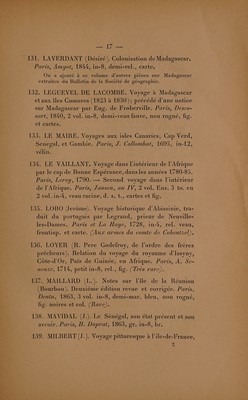 — 17 —
131. LAVERDANT (Désiré). Colonisation de Madagascar.
Paris, Amyot, 1844, in-8, demi-rel., carte.
On a ajouté à ce volume d'autres pièces sur Madagascar
extraites du Bulletin de la Société de géographie.
132. LEGUEVEL DE LACOMBE. Voyage à Madagascar
et aux îles Comores (1823 à 1830); précédé d'une notice
sur Madagascar par Eug. de Froberville. Paris, Deses-
sart, 1840, 2 vol. in-8, demi-veau fauve, non rogné, fig.
et cartes.
133. LE MAIRE. Voyages aux isles Canaries, Cap Verd,
Senegal, et Gambie. Paris, J. Collombat, 1695, in-12,
vélin.
134. LE VAILLANT. Voyage dans l'intérieur de l'Afrique
par le cap de Bonne Espérance, dans les années 1780-85.
Paris, Leroy, 1790. — Second voyage dans l'intérieur
de l'Afrique. Paris, Jansen, an IV, 2 vol. Ens. 3 to. en
2 vol. in-4, veau racine, d. s. t., cartes et fig.
135. LOBO (Jerôme). Voyage historique d'Abissinie, tra-
duit du portugais par Legrand, prieur de Neuville-
les-Dames. Paris et La Haye, 1728, in-4, rel. veau,
frontisp. et carte. (Aux armes du comte de Calenstol).
136. LOYER (R. Père Godefroy, de l'ordre des frères
prêcheurs). Relation du voyage du royaume d'Issyny,
Côte-d'Or, Païs de Guinée, en Afrique. Paris, A. Se-
neuze, 1714, petit in-8, rel., fig. (Très rare).
137. MAILLARD (L.). Notes sur l'île de la Réunion
(Bourbon). Deuxième édition revue et corrigée. Paris,
Dentu, 1863, 3 vol. in-8, demi-mar. bleu, non rogné,
fig. noires et col. (Rare).
138. MAVIDAL (J.). Le Sénégal, son état présent et son
avenir. Paris, B. Duprat, 1863, gr. in-8, br.
139. MILBERT (J.). Voyage pittoresque à l'île-de-France,
2